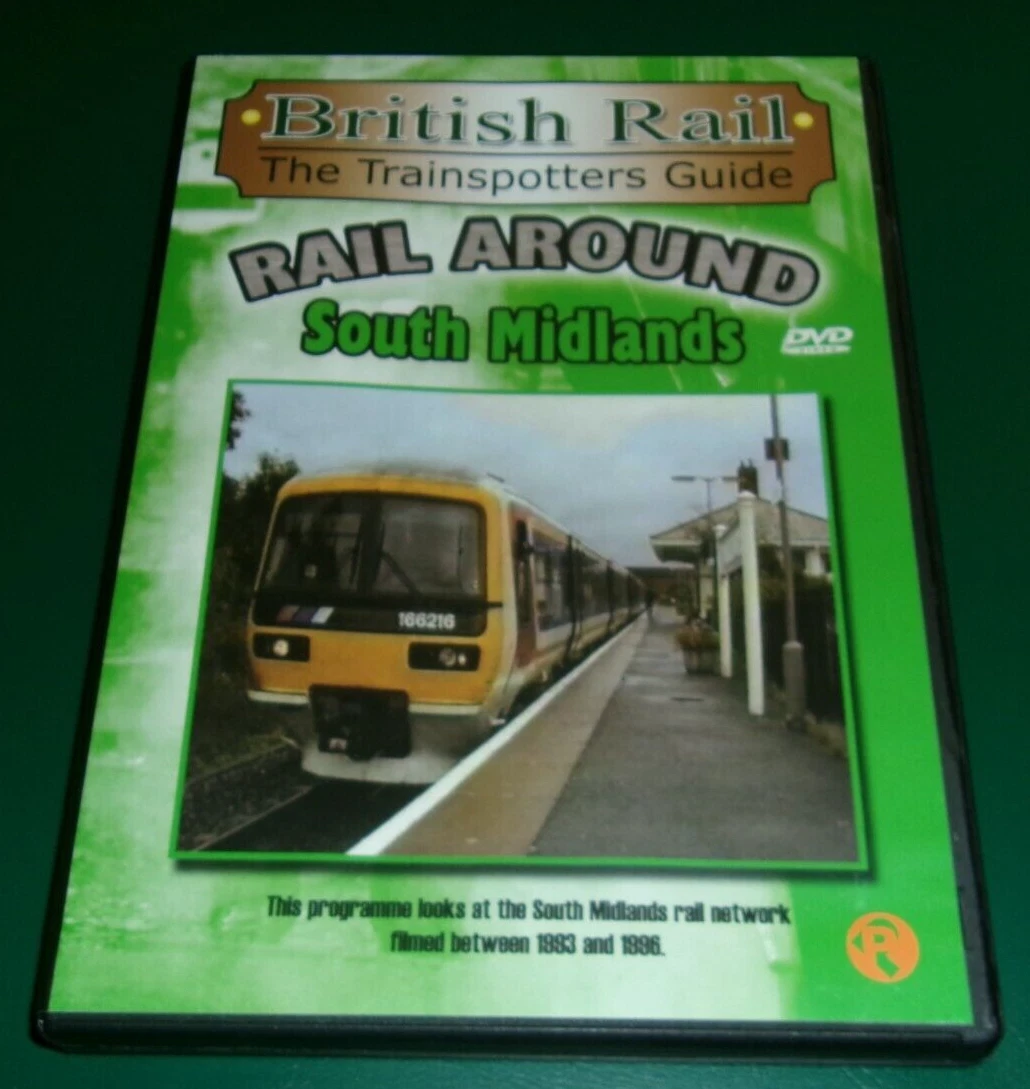 British Rail
The Trainspotters Guide
RAIL AROUND
South Midlands
DVD
VIDEO
166216
This programme looks at the South Midlands rail network
filmed between 1993 and 1996.
R